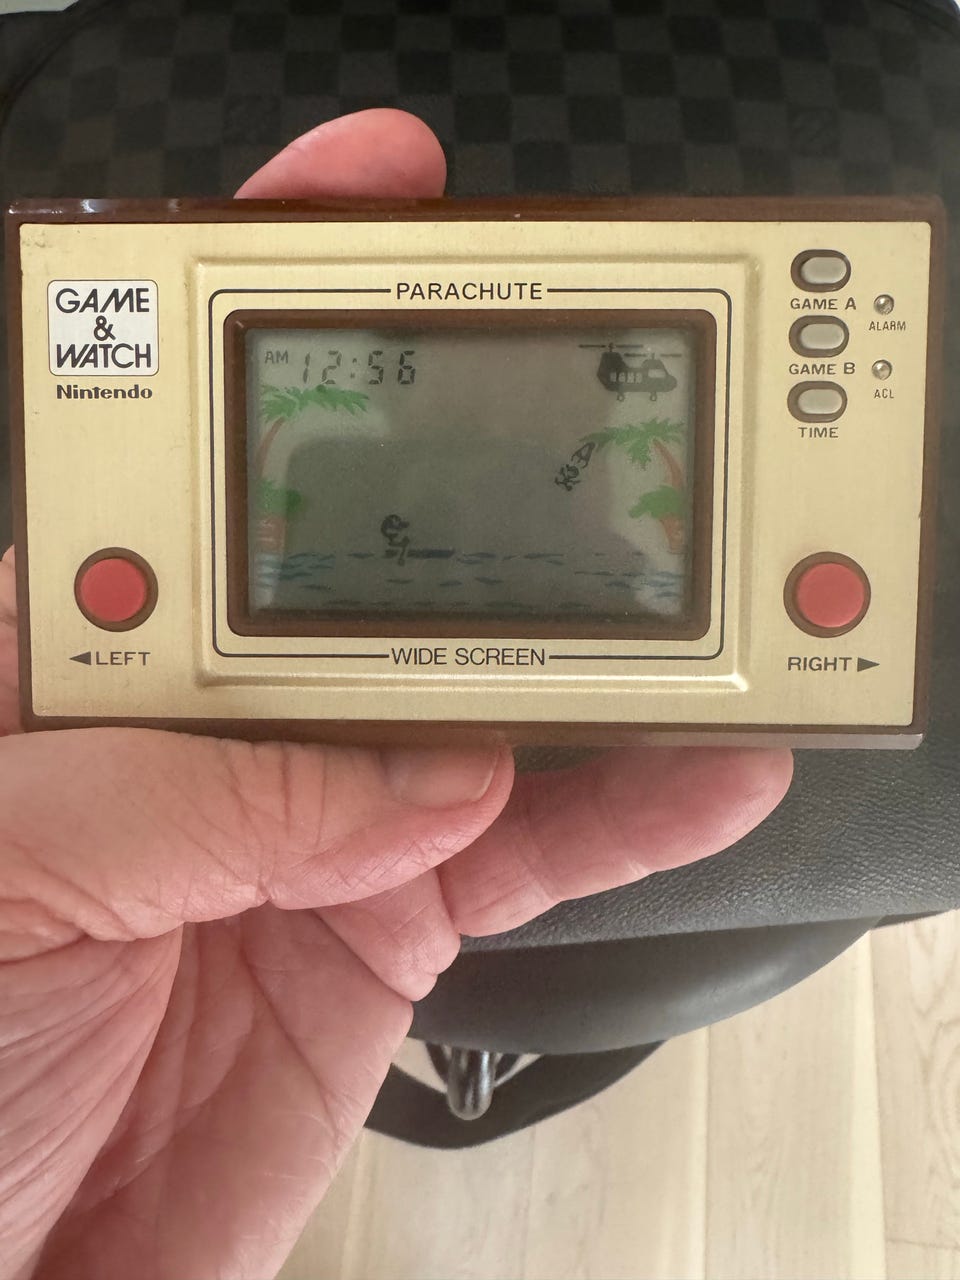 PARACHUTE
GAME
&
WATCH
Nintendo
AM 12:56
GAME A
ALARM
GAME B
ACL
TIME
◀LEFT
WIDE SCREEN
RIGHT▶